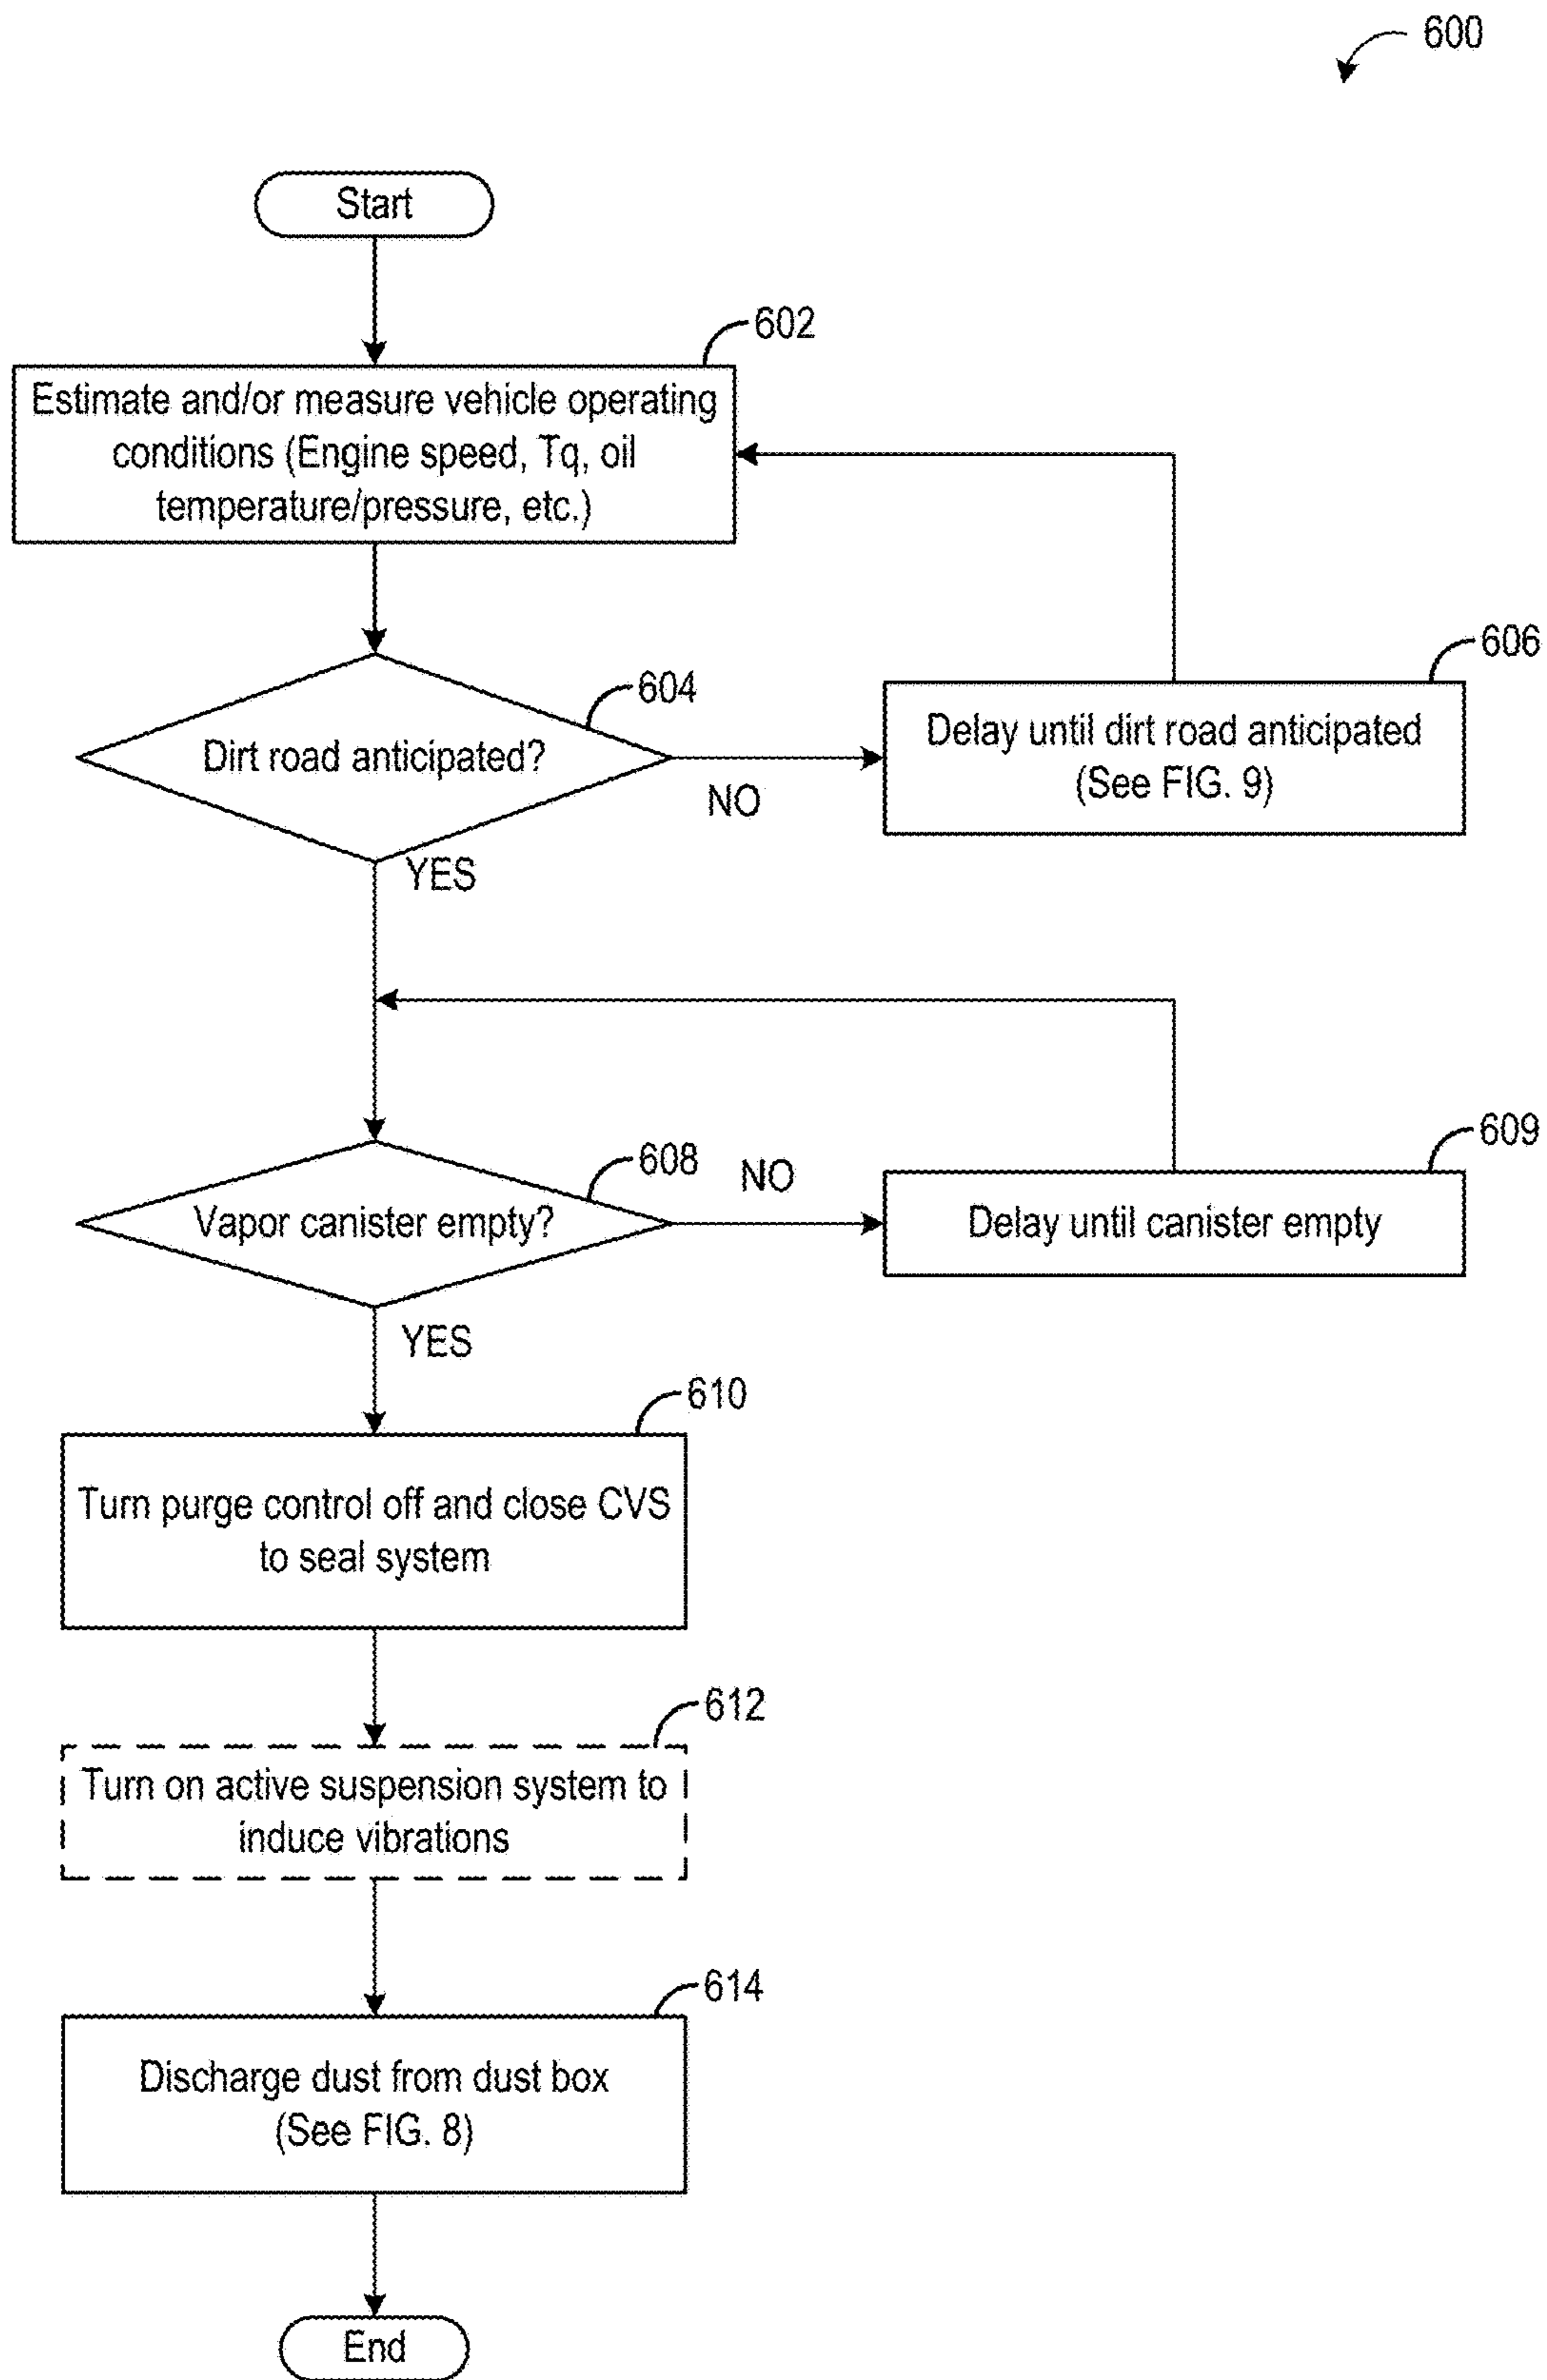 600
Start
602
Estimate and/or measure vehicle operating
conditions (Engine speed, Tq, oil
temperature/pressure, etc.)
604
Dirt road anticipated?
NO
606
Delay until dirt road anticipated
(See FIG. 9)
YES
608
Vapor canister empty?
NO
609
Delay until canister empty
YES
610
Turn purge control off and close CVS
to seal system
612
Turn on active suspension system to
induce vibrations
614
Discharge dust from dust box
(See FIG. 8)
End